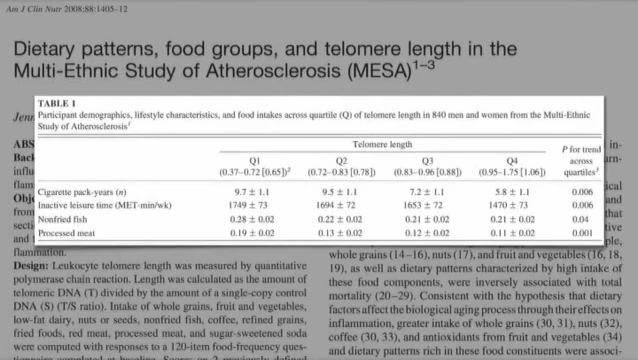 Am J Clin Nutr 2008;88:1405–12
Dietary patterns, food groups, and telomere length in the
Multi-Ethnic Study of Atherosclerosis (MESA)1–3
TABLE 1
Jenn
Participant demographics, lifestyle characteristics, and food intakes across quartile (Q) of telomere length in 840 men and women from the Multi-Ethnic
Study of Atherosclerosis1
ABS
Back
influ
flam
Obje
from
secti
and
Telomere length
P for trend
across
quartiles3
Q1 Q2 Q3 Q4
(0.37–0.72 [0.65])2 (0.72–0.83 [0.78]) (0.83–0.96 [0.88]) (0.95–1.75 [1.06])
Cigarette pack-years (n) 9.7 ± 1.1 9.5 ± 1.1 7.2 ± 1.1 5.8 ± 1.1 0.006
Inactive leisure time (MET·min/wk) 1749 ± 73 1694 ± 72 1653 ± 72 1470 ± 73 0.006
Nonfried fish 0.28 ± 0.02 0.22 ± 0.02 0.21 ± 0.02 0.21 ± 0.02 0.04
Processed meat 0.19 ± 0.02 0.13 ± 0.02 0.12 ± 0.02 0.11 ± 0.02 0.001
in-
urn-
ical
and
that
tive
ple,
flammation.
Design: Leukocyte telomere length was measured by quantitative
polymerase chain reaction. Length was calculated as the amount of
telomeric DNA (T) divided by the amount of a single-copy control
DNA (S) (T/S ratio). Intake of whole grains, fruit and vegetables,
low-fat dairy, nuts or seeds, nonfried fish, coffee, refined grains,
fried foods, red meat, processed meat, and sugar-sweetened soda
were computed with responses to a 120-item food-frequency ques-
whole grains (14–16), nuts (17), and fruit and vegetables (16, 18,
19), as well as dietary patterns characterized by high intake of
these food components, were inversely associated with total
mortality (20–29). Consistent with the hypothesis that dietary
factors affect the biological aging process through their effects on
inflammation, greater intake of whole grains (30, 31), nuts (32),
coffee (30, 33), and antioxidants from fruit and vegetables (34)
and dietary patterns rich in these food constituents were associ-